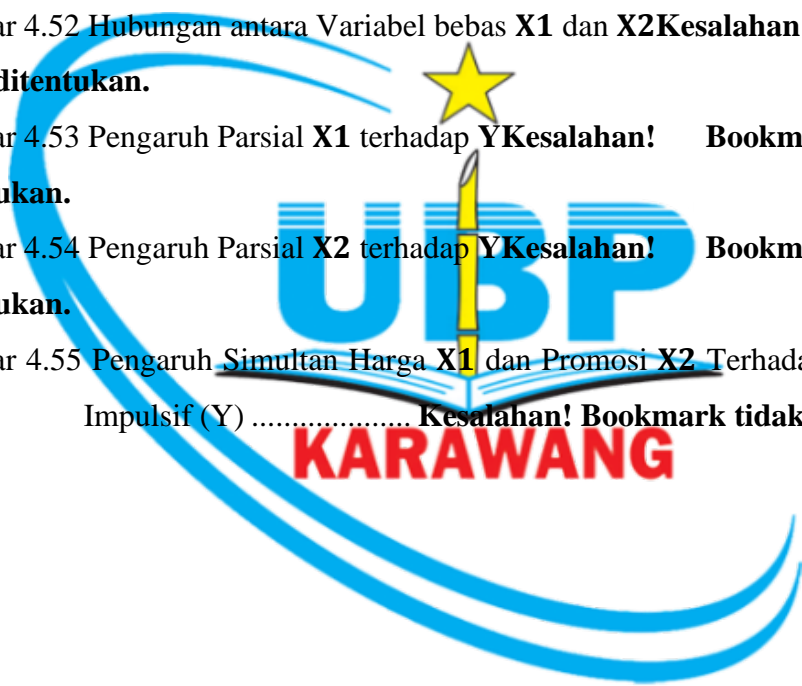 ar 4.52 Hubungan antara Variabel bebas X1 dan X2Kesalahan
ditentukan.
ar 4.53 Pengaruh Parsial X1 terhadap YKesalahan! Bookm
ukan.
ar 4.54 Pengaruh Parsial X2 terhadap YKesalahan! Bookm
ukan.
UBP
ar 4.55 Pengaruh Simultan Harga X1 dan Promosi X2 Terhada
Impulsif (Y) .................... Kesalahan! Bookmark tidak
KARAWANG